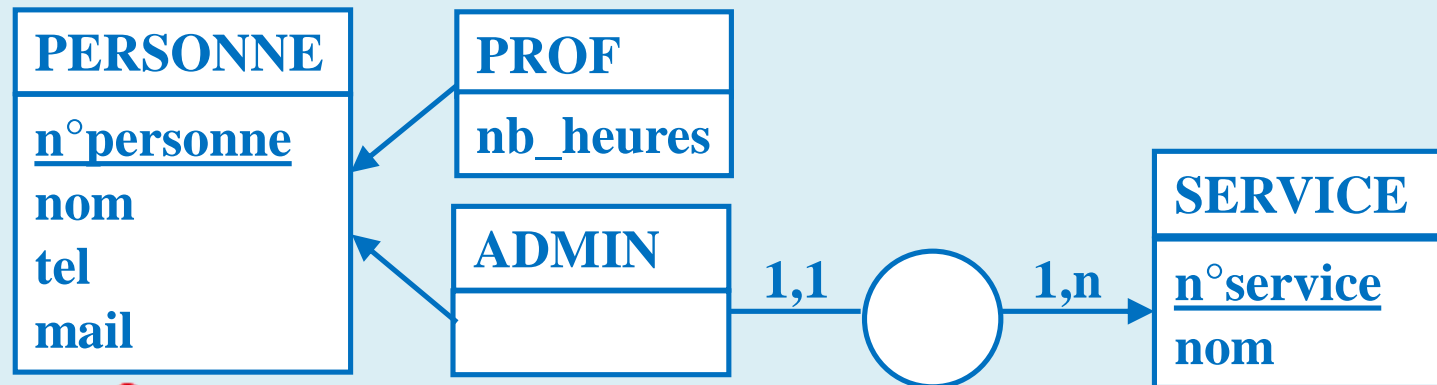 PERSONNE
n°personne
nom
tel
mail
PROF
nb_heures
ADMIN
1,1
1,n
SERVICE
n°service
nom